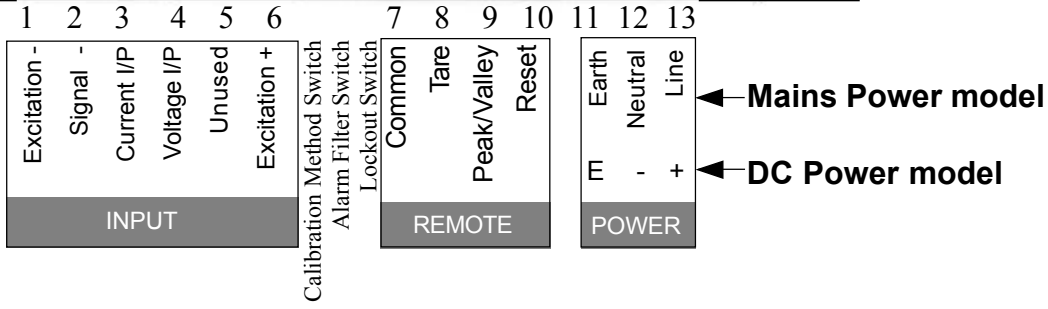 1 2 3 4 5 6 7 8 9 10 11 12 13
Excitation -
Signal -
Current I/P
Voltage I/P
Unused
Excitation +
Calibration Method Switch
Alarm Filter Switch
Lockout Switch
Common
Tare
Peak/Valley
Reset
Earth
Neutral
Line
Mains Power model
E - +
DC Power model
INPUT
REMOTE
POWER